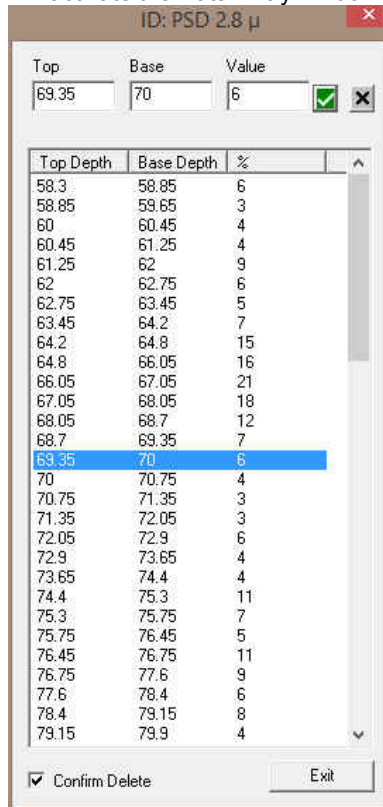 ID: PSD 2.8 µ
Top Base Value
69.35 70 6
Top Depth Base Depth %
58.3 58.85 6
58.85 59.65 3
60 60.45 4
60.45 61.25 4
61.25 62 9
62 62.75 6
62.75 63.45 5
63.45 64.2 7
64.2 64.8 15
64.8 66.05 16
66.05 67.05 21
67.05 68.05 18
68.05 68.7 12
68.7 69.35 7
69.35 70 6
70 70.75 4
70.75 71.35 3
71.35 72.05 3
72.05 72.9 6
72.9 73.65 4
73.65 74.4 4
74.4 75.3 11
75.3 75.75 7
75.75 76.45 5
76.45 76.75 11
76.75 77.6 9
77.6 78.4 6
78.4 79.15 8
79.15 79.9 4
Confirm Delete Exit